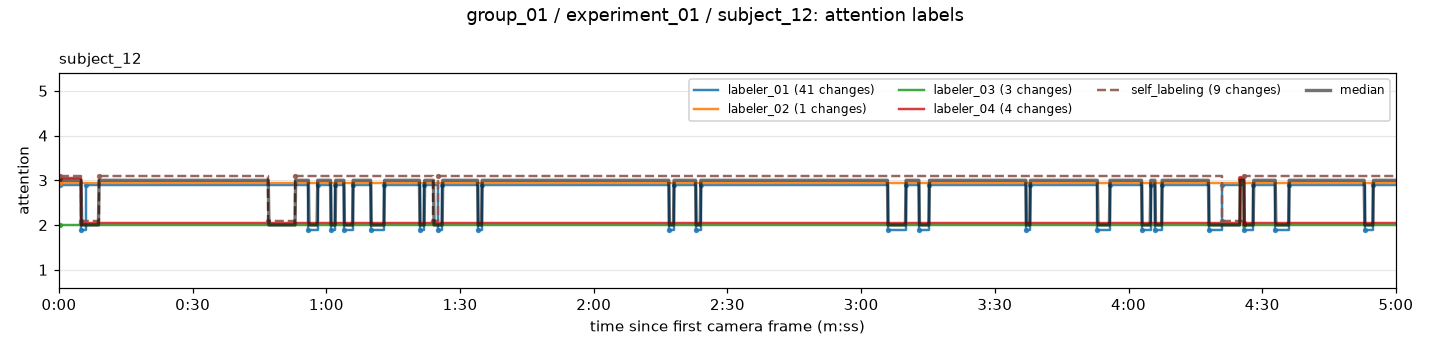 group_01 / experiment_01 / subject_12: attention labels
subject_12
labeler_01 (41 changes)
labeler_02 (1 changes)
labeler_03 (3 changes)
labeler_04 (4 changes)
self_labeling (9 changes)
median
attention
5
4
3
2
1
0:00 0:30 1:00 1:30 2:00 2:30 3:00 3:30 4:00 4:30 5:00
time since first camera frame (m:ss)